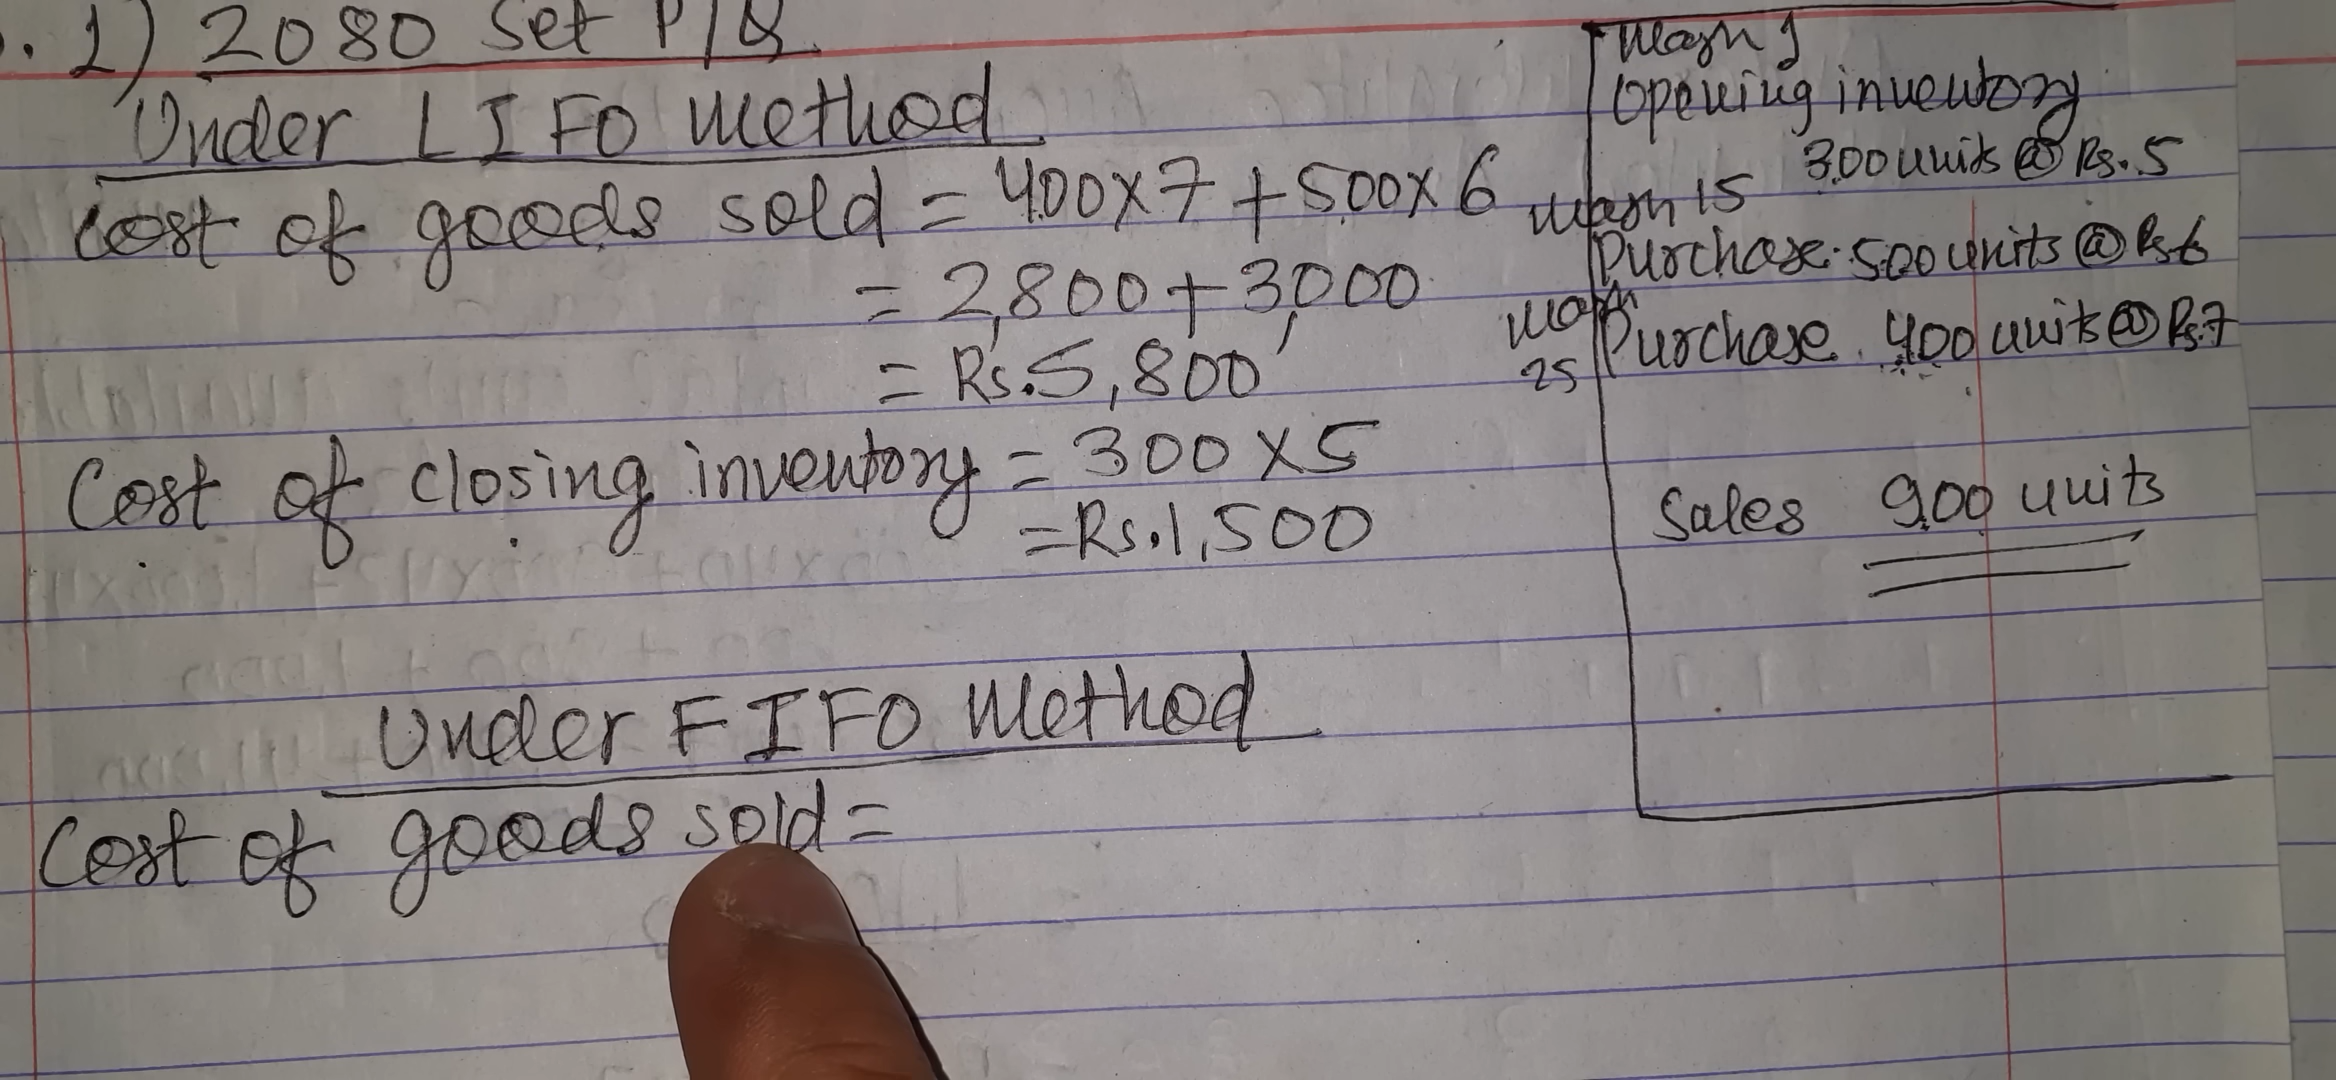 1) 2080 Set P/Q
Under LIFO method
Cost of goods sold = 400×7 + 500×6
= 2,800 + 3,000
= Rs. 5,800
Cost of closing inventory = 300 × 5
= Rs. 1,500
Under FIFO Method
Cost of goods sold =
1
Opening inventory
300 units @ Rs. 5
15
Purchase 500 units @ Rs 6
25
Purchase 400 units @ Rs. 7
Sales 900 units